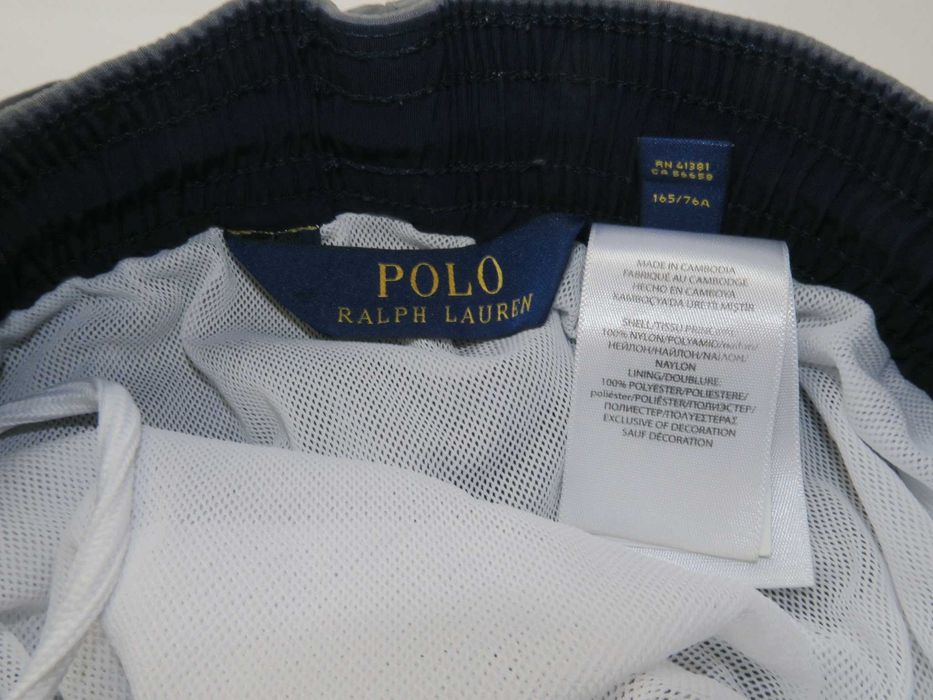 RN 41381
CA 56658
165/76A
POLO
RALPH LAUREN
MADE IN CAMBODIA
FABRIQUÉ AU CAMBODGE
HECHO EN CAMBOYA
KAMBOÇYA DA ÜRETİLMİŞTİR
SHELL/TISSU PRINCIPAL:
100% NYLON/POLYAMID/
НЕЙЛОН/НАЙЛОН/ΝΑΪΛΟΝ/
NAYLON
LINING/DOUBLURE:
100% POLYESTER/POLIESTERE/
poliéster/POLIÉSTER/ПОЛИЭСТЕР/
ПОЛИЕСТЕР/ΠΟΛΥΕΣΤΕΡΑΣ
EXCLUSIVE OF DECORATION
SAUF DÉCORATION